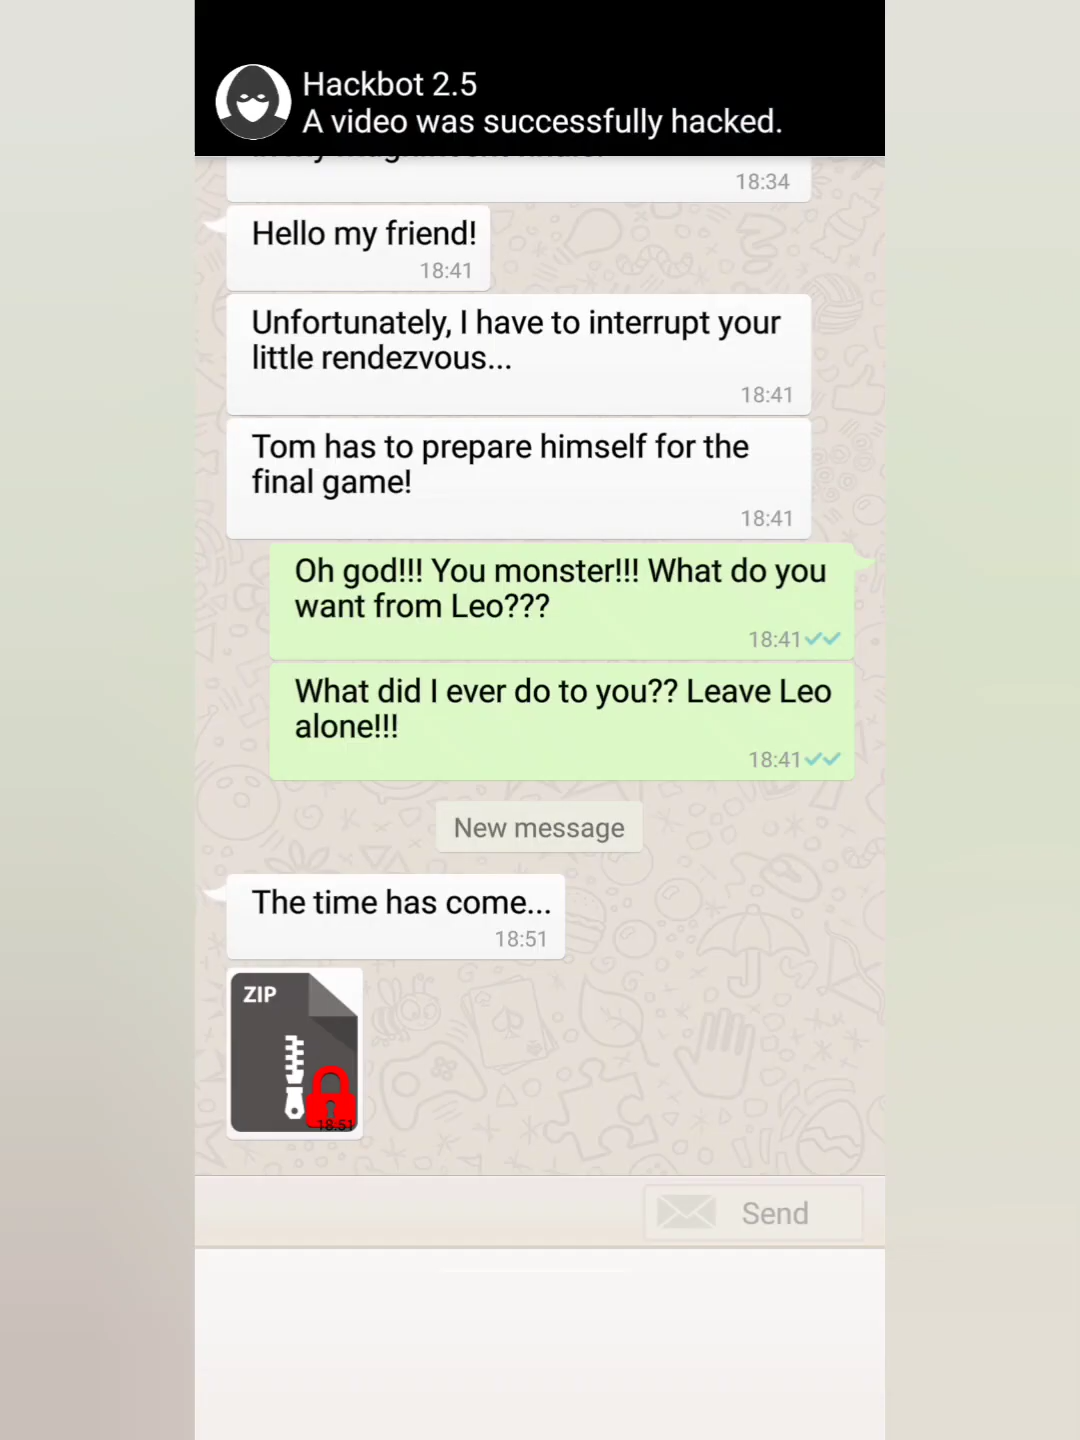 Hackbot 2.5
A video was successfully hacked.
18:34
Hello my friend!
18:41
Unfortunately, I have to interrupt your
little rendezvous...
18:41
Tom has to prepare himself for the
final game!
18:41
Oh god!!! You monster!!! What do you
want from Leo???
18:41
What did I ever do to you?? Leave Leo
alone!!!
18:41
New message
The time has come...
18:51
ZIP
18:51
Send